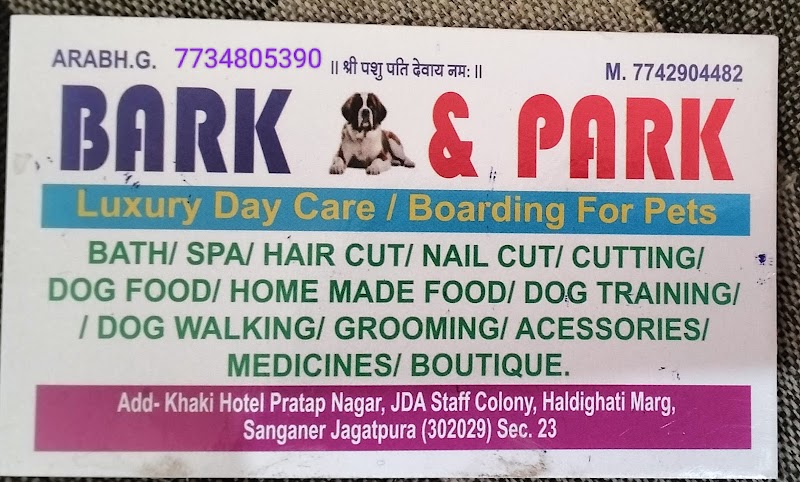 ARABH.G. 7734805390 ॥ श्री पशु पति देवाय नमः॥ M. 7742904482
BARK & PARK
Luxury Day Care / Boarding For Pets
BATH/ SPA/ HAIR CUT/ NAIL CUT/ CUTTING/
DOG FOOD/ HOME MADE FOOD/ DOG TRAINING/
/ DOG WALKING/ GROOMING/ ACESSORIES/
MEDICINES/ BOUTIQUE.
Add- Khaki Hotel Pratap Nagar, JDA Staff Colony, Haldighati Marg,
Sanganer Jagatpura (302029) Sec. 23